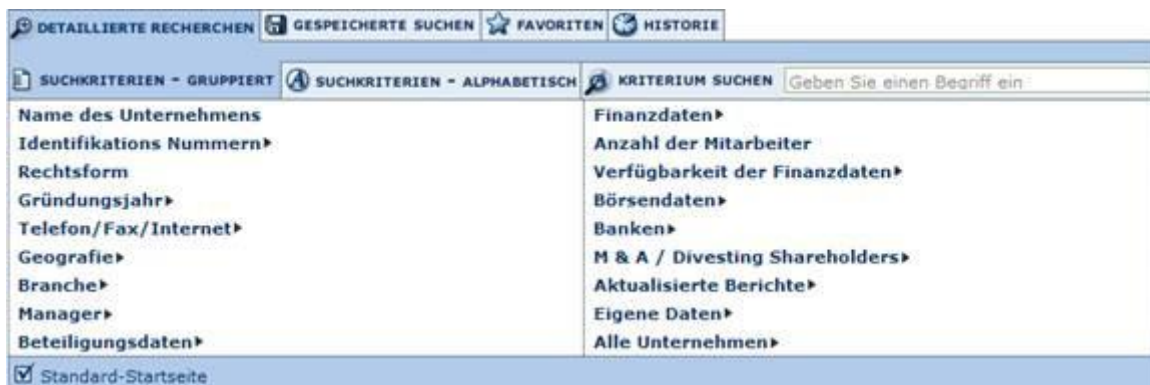 DETAILLIERTE RECHERCHEN GESPEICHERTE SUCHEN FAVORITEN HISTORIE
SUCHKRITERIEN - GRUPPIERT SUCHKRITERIEN - ALPHABETISCH KRITERIUM SUCHEN Geben Sie einen Begriff ein
Name des Unternehmens
Identifikations Nummern
Rechtsform
Gründungsjahr
Telefon/Fax/Internet
Geografie
Branche
Manager
Beteiligungsdaten
Finanzdaten
Anzahl der Mitarbeiter
Verfügbarkeit der Finanzdaten
Börsendaten
Banken
M & A / Divesting Shareholders
Aktualisierte Berichte
Eigene Daten
Alle Unternehmen
Standard-Startseite